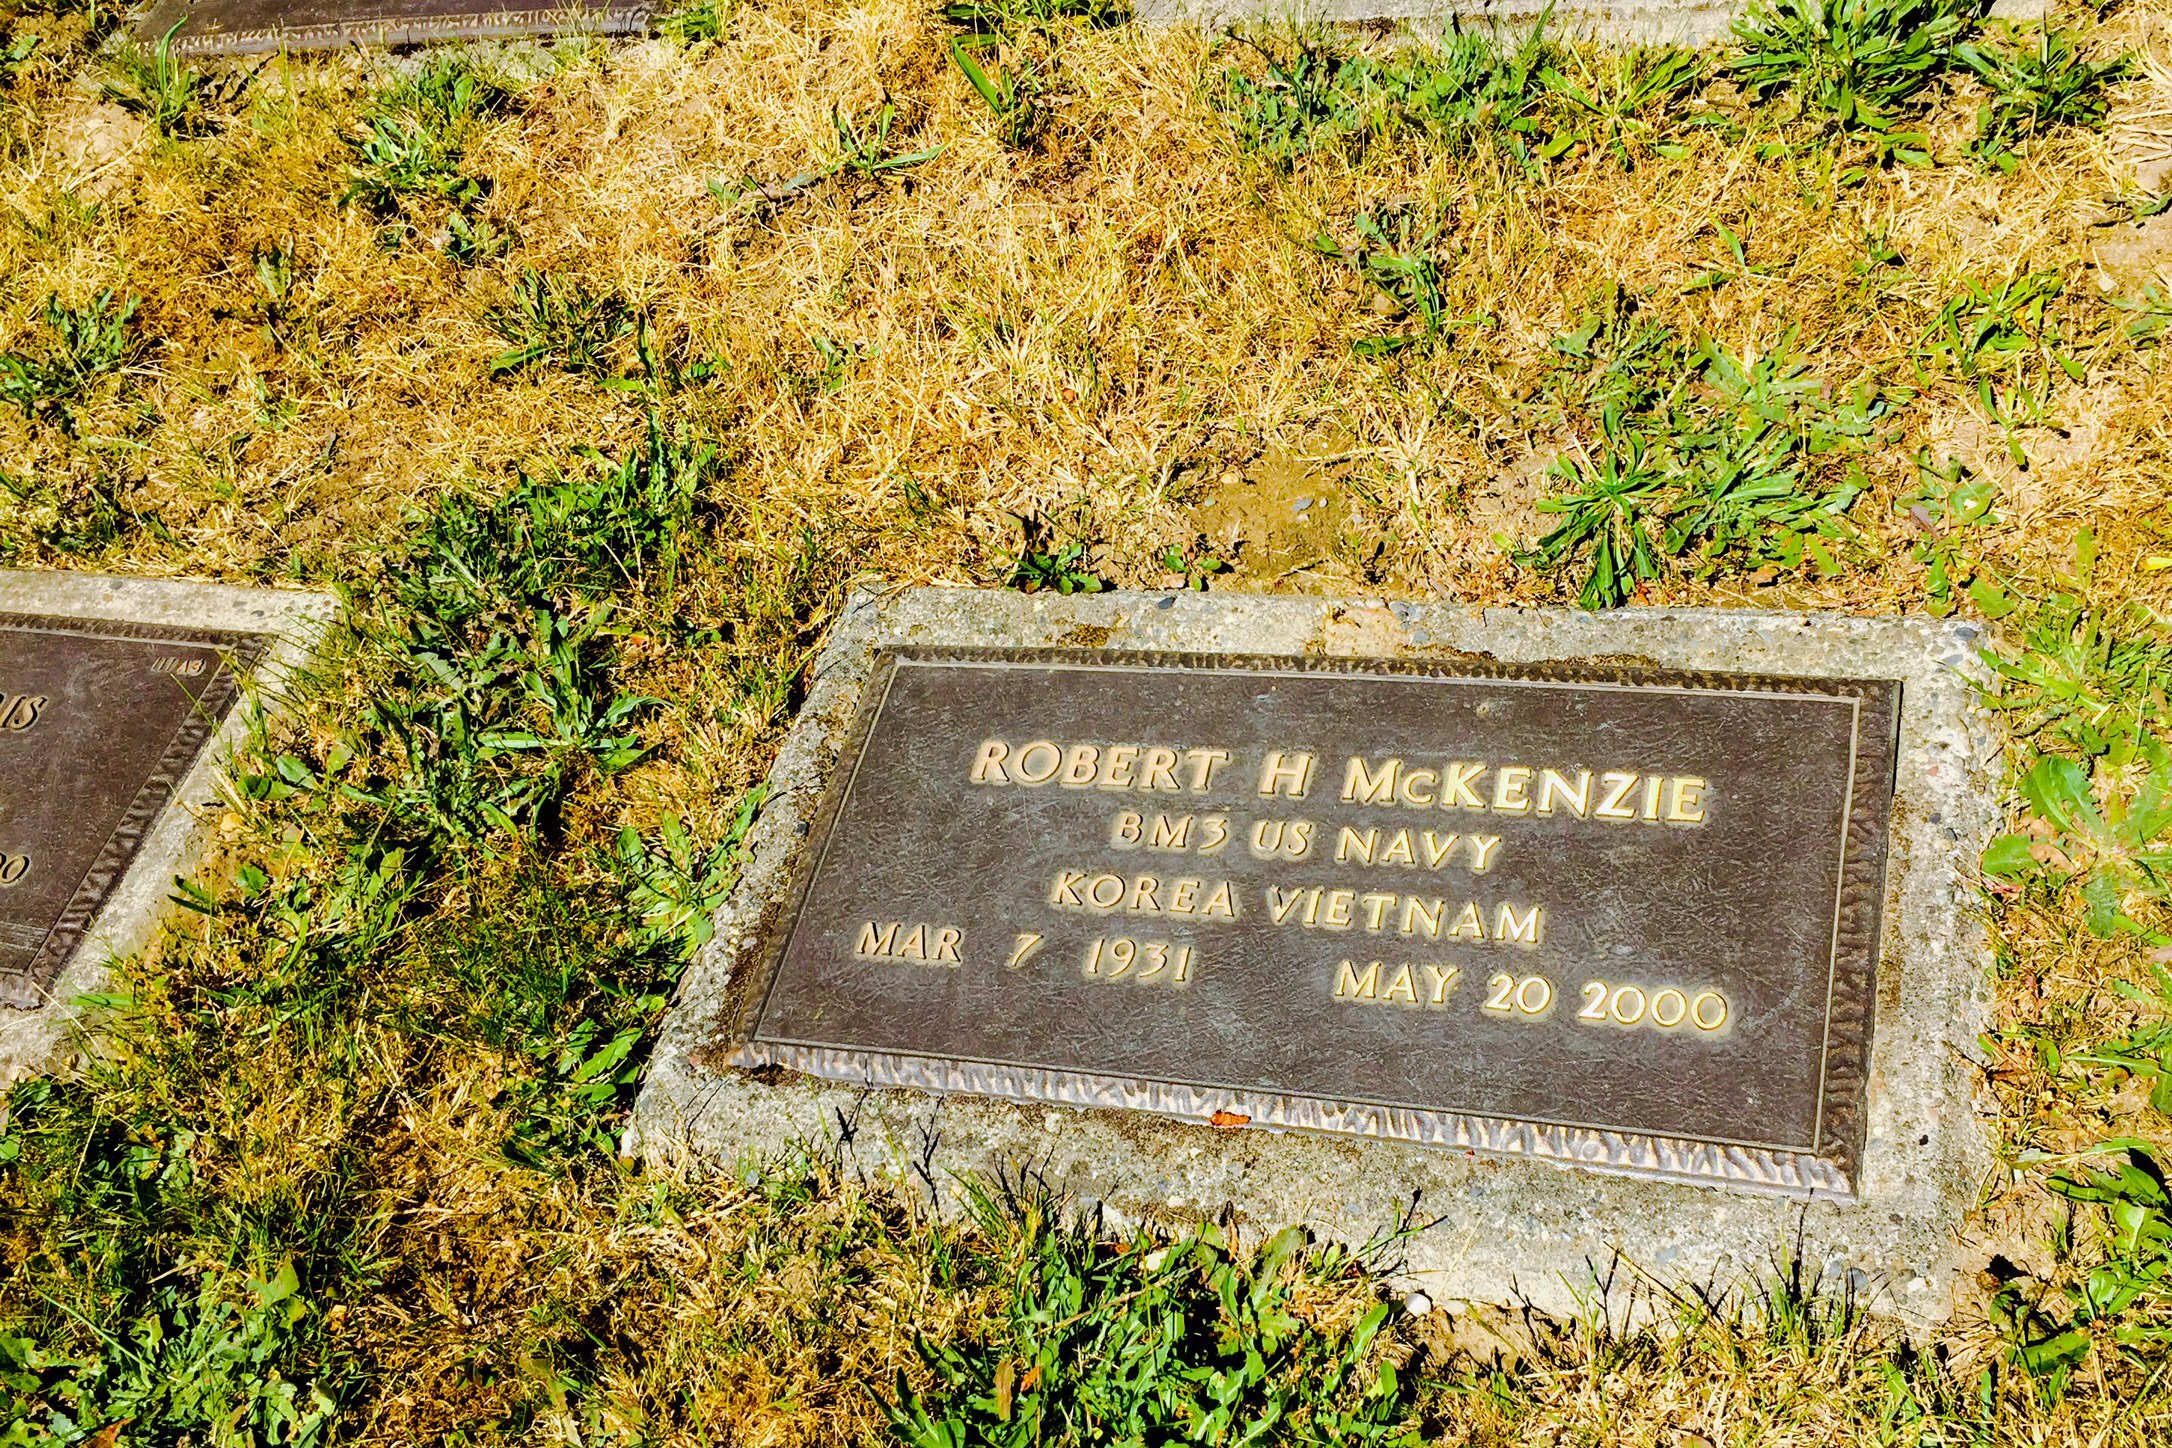 ROBERT H McKENZIE
BM3 US NAVY
KOREA VIETNAM
MAR 7 1931 MAY 20 2000